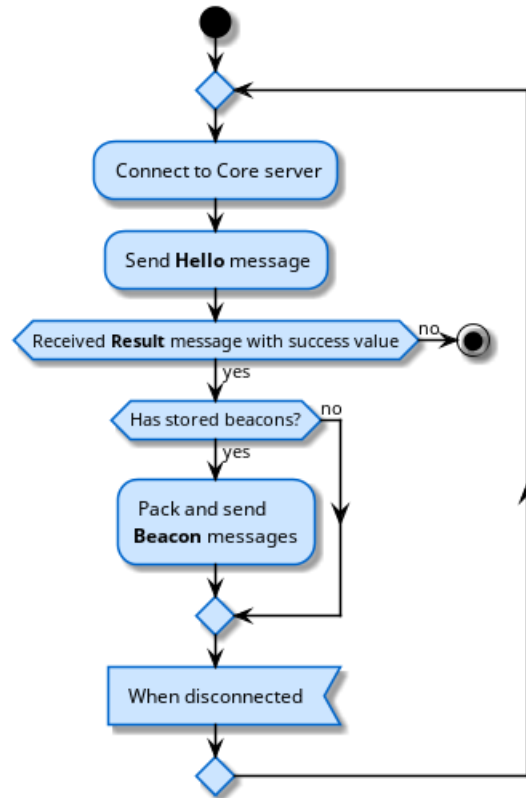 Connect to Core server
Send Hello message
Received Result message with success value
no
yes
Has stored beacons?
no
yes
Pack and send
Beacon messages
When disconnected